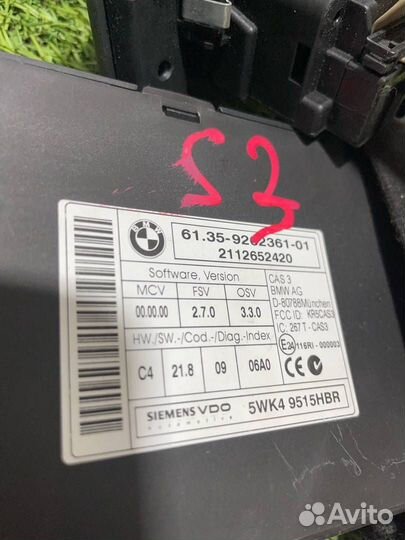 S3
BMW
61.35-9262361-01
2112652420
Software, Version
MCV FSV OSV
00.00.00 2.7.0 3.3.0
HW./SW.-/Cod.-/Diag.-Index
C4 21.8 09 06A0
CAS 3
BMW AG
D-80788München
FCC ID: KR5CAS3
IC: 267 T - CAS3
E24 116RI -000003
CE
SIEMENS VDO
automotive
5WK4 9515HBR
Avito